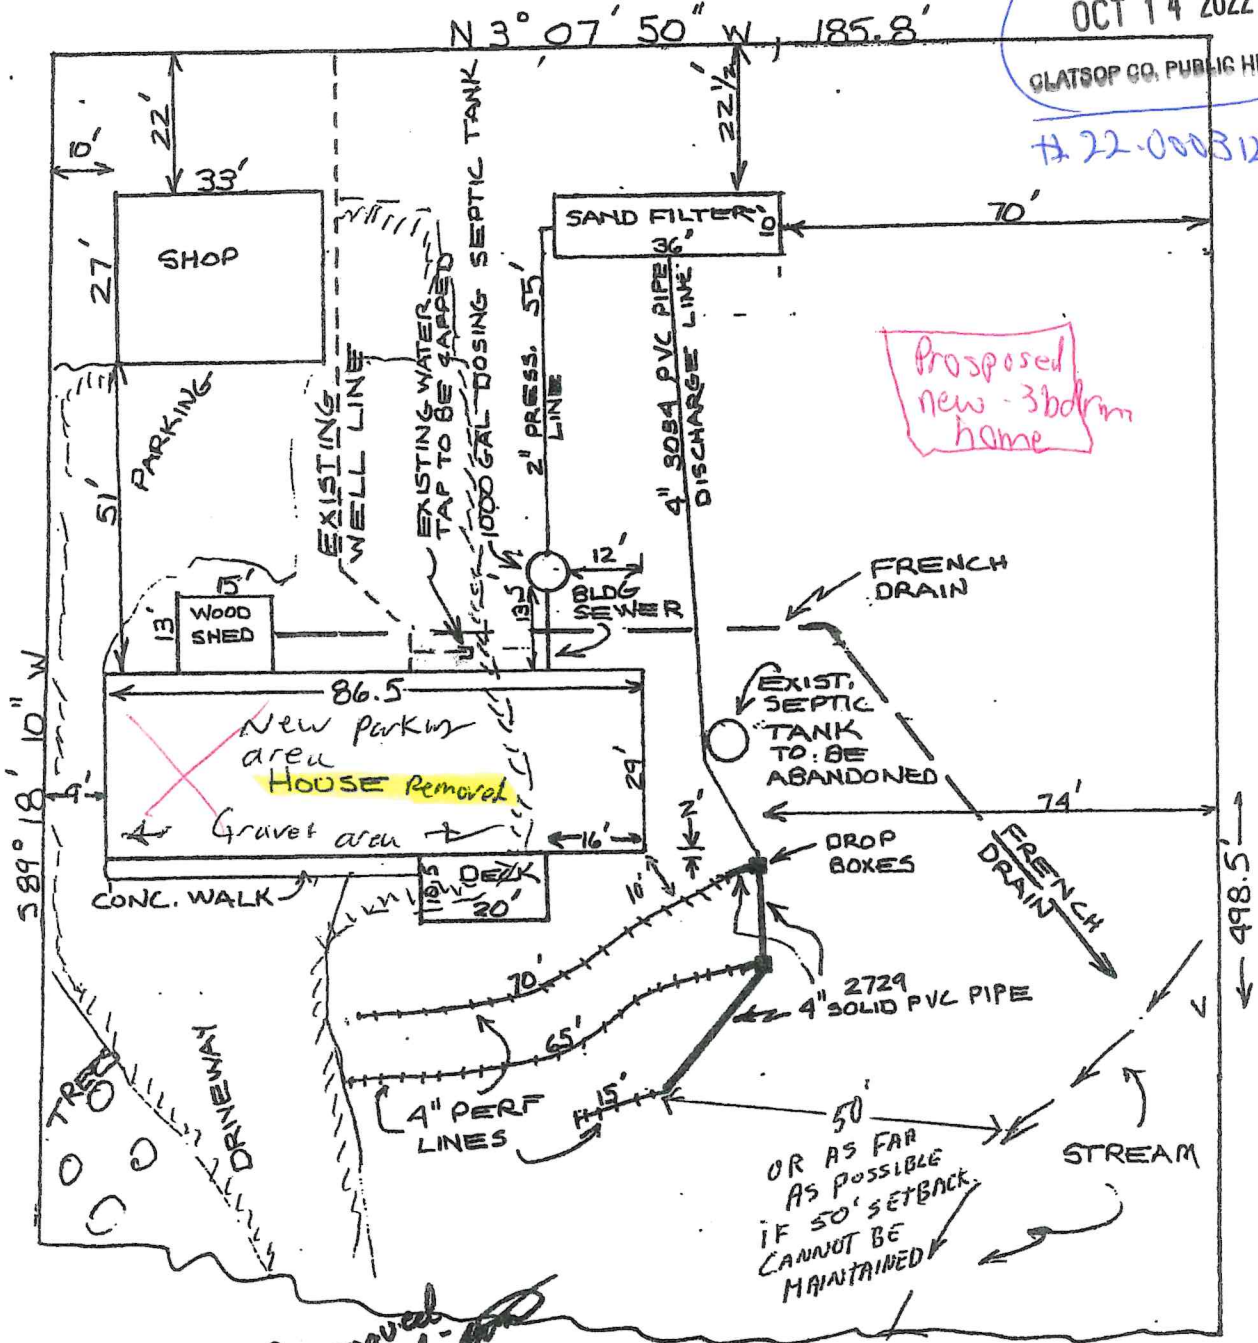 N 3° 07' 50" W 185.8'
OCT 14 2022
CLATSOP CO. PUBLIC
# 22-000312
22'
22 1/2'
33'
SHOP
27'
SAND FILTER
10'
36'
70'
Prosposed
new - 3bdrm
home
EXISTING
WELL LINE
EXISTING WATER
TAP TO BE CAPPED
1000 GAL DOSING SEPTIC TANK
2" PRESS. 55'
LINE
4" 3034 PVC PIPE
DISCHARGE LINE
PARKING
51'
12'
BLDG
SEWER
FRENCH
DRAIN
15'
13'
WOOD
SHED
13.5'
86.5
New Parking
area
HOUSE Removed
Gravel area
29'
16'
9'
S89° 18' 10" W
EXIST.
SEPTIC
TANK
TO BE
ABANDONED
74'
2'
10'
DROP
BOXES
FRENCH
DRAIN
498.5'
CONC. WALK
10.5
DECK
20'
70'
65'
15'
2729
4" SOLID PVC PIPE
4" PERF
LINES
DRIVEWAY
TREE
50'
OR AS FAR
AS POSSIBLE
IF 50' SETBACK
CANNOT BE
MAINTAINED
STREAM